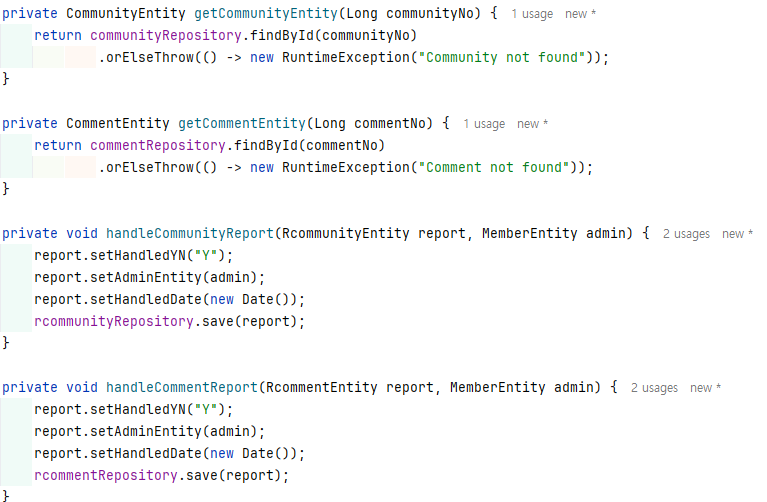 private CommunityEntity getCommunityEntity(Long communityNo) {  1 usage  new *
    return communityRepository.findById(communityNo)
            .orElseThrow(() -> new RuntimeException("Community not found"));
}

private CommentEntity getCommentEntity(Long commentNo) {  1 usage  new *
    return commentRepository.findById(commentNo)
            .orElseThrow(() -> new RuntimeException("Comment not found"));
}

private void handleCommunityReport(RcommunityEntity report, MemberEntity admin) {  2 usages  new *
    report.setHandledYN("Y");
    report.setAdminEntity(admin);
    report.setHandledDate(new Date());
    rcommunityRepository.save(report);
}

private void handleCommentReport(RcommentEntity report, MemberEntity admin) {  2 usages  new *
    report.setHandledYN("Y");
    report.setAdminEntity(admin);
    report.setHandledDate(new Date());
    rcommentRepository.save(report);
}